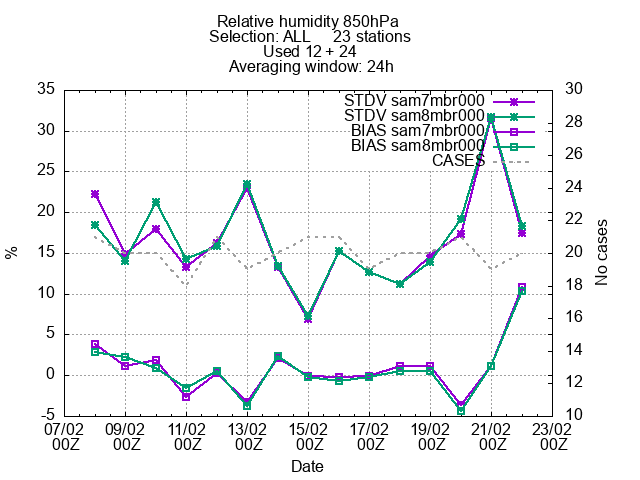 Relative humidity 850hPa
Selection: ALL 23 stations
Used 12 + 24
Averaging window: 24h
35 30
STDV sam7mbr000
STDV sam8mbr000
BIAS sam7mbr000
BIAS sam8mbr000
CASES
30 28
25 26
20 24
15 22
10 20
5 18
0 16
-5 14
12
10
%
No cases
07/02 09/02 11/02 13/02 15/02 17/02 19/02 21/02 23/02
00Z 00Z 00Z 00Z 00Z 00Z 00Z 00Z 00Z
Date